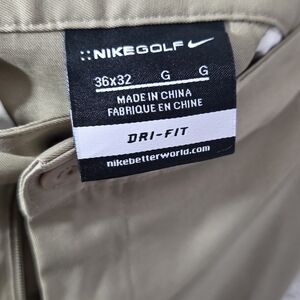 ::NIKEGOLF
36x32 G G
MADE IN CHINA
FABRIQUE EN CHINE
DRI-FIT
nikebetterworld.com